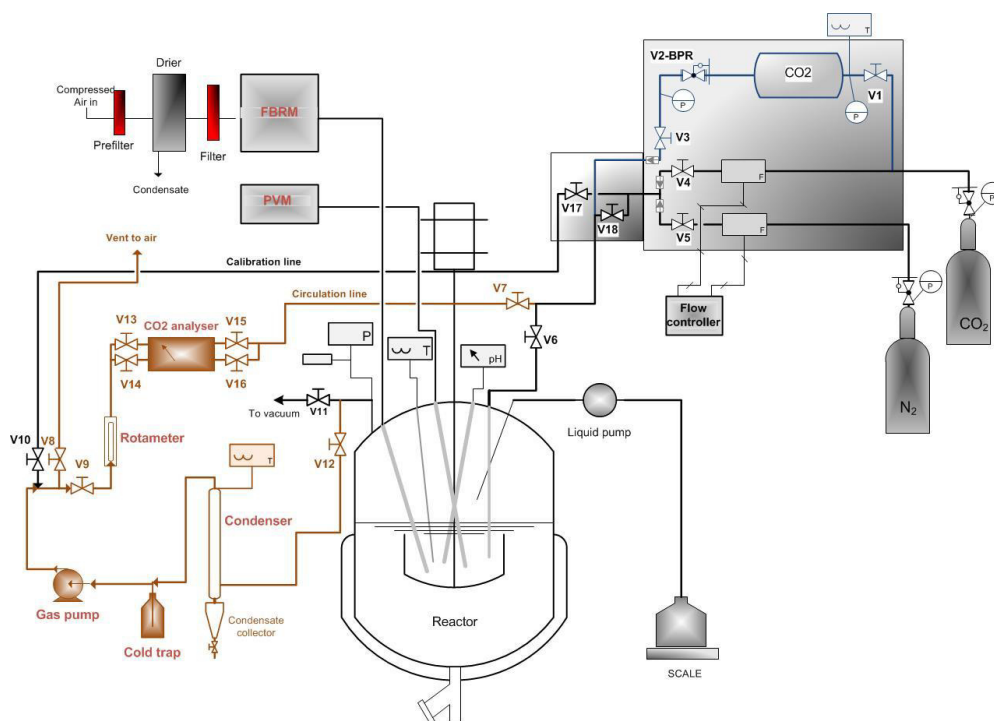 Drier
Compressed
Air in
Prefilter
Filter
Condensate
FBRM
PVM
T
V2-BPR
CO2
V1
P
P
V3
V4
F
V17
V18
V5
F
P
P
Flow
controller
CO2
N2
Vent to air
Calibration line
Circulation line
V7
V6
V13
CO2 analyser
V15
V14
V16
P
T
pH
To vacuum
V11
V12
Liquid pump
V10
V8
V9
Rotameter
T
Condenser
Gas pump
Cold trap
Condensate
collector
Reactor
SCALE